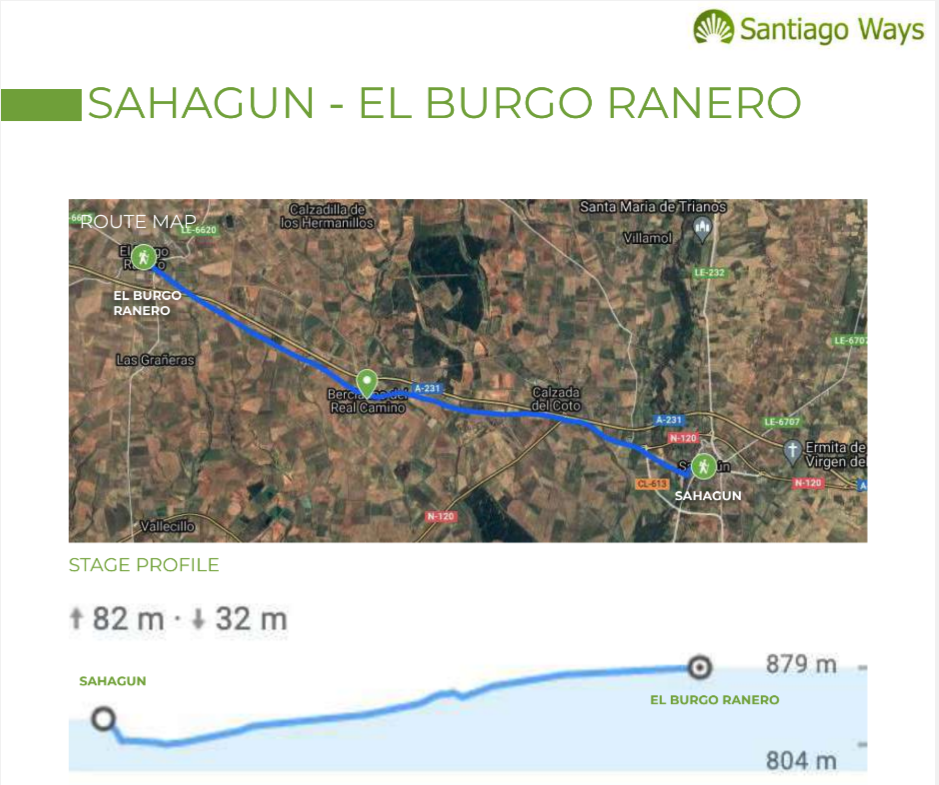 Santiago Ways
SAHAGUN - EL BURGO RANERO
ROUTE MAP
LE-6620
Calzadilla de
los Hermanillos
Santa Maria de Trianos
Villamol
LE-232
EL BURGO
RANERO
LE-6707
Las Grañeras
A-231
Real Camino
Calzada
del Coto
A-231
LE-6707
N-120
Ermita de
Virgen de
CL-613
N-120
SAHAGUN
N-120
Vallecillo
STAGE PROFILE
82 m · 32 m
879 m
SAHAGUN
EL BURGO RANERO
804 m